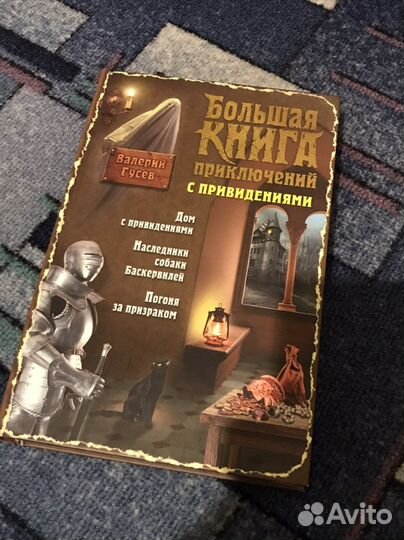 Большая
КНИГА
приключений
с привидениями
Валерий
Гусев
Дом
с привидениями
Наследники
собаки
Баскервилей
Погоня
за призраком
Avito